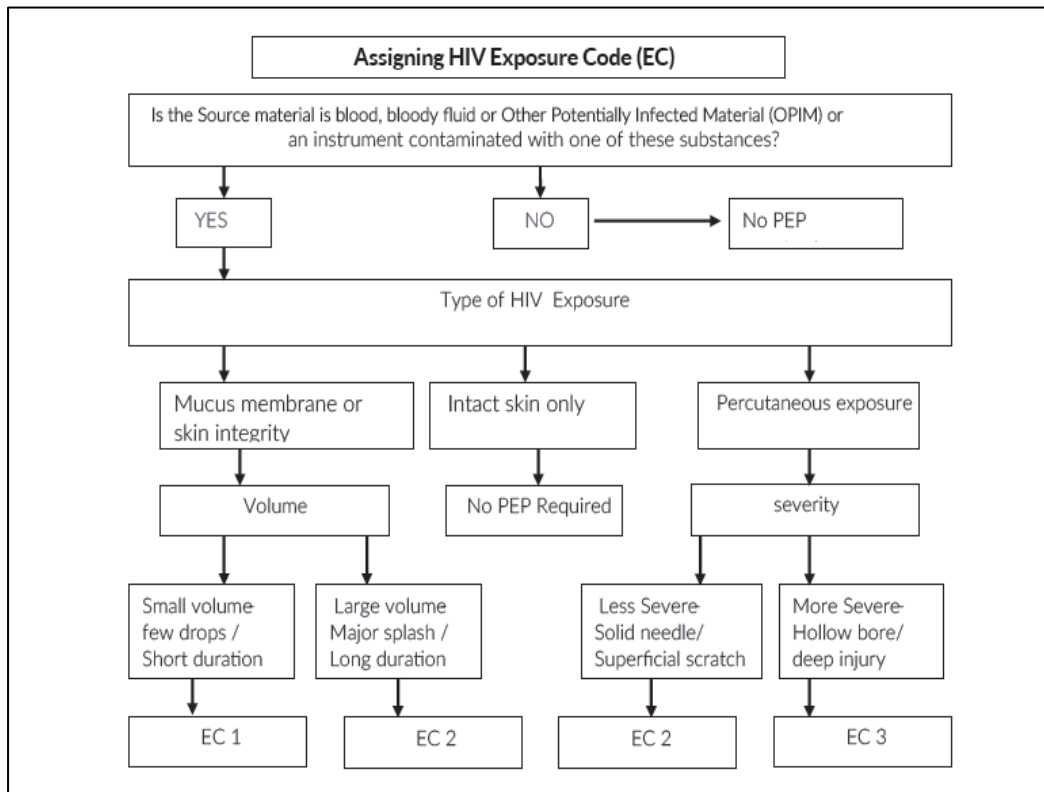 Assigning HIV Exposure Code (EC)
Is the Source material is blood, bloody fluid or Other Potentially Infected Material (OPIM) or
an instrument contaminated with one of these substances?
YES
NO
No PEP
Type of HIV Exposure
Mucus membrane or
skin integrity
Intact skin only
Percutaneous exposure
Volume
No PEP Required
severity
Small volume-
few drops /
Short duration
Large volume
Major splash /
Long duration
Less Severe-
Solid needle/
Superficial scratch
More Severe-
Hollow bore/
deep injury
EC 1
EC 2
EC 2
EC 3